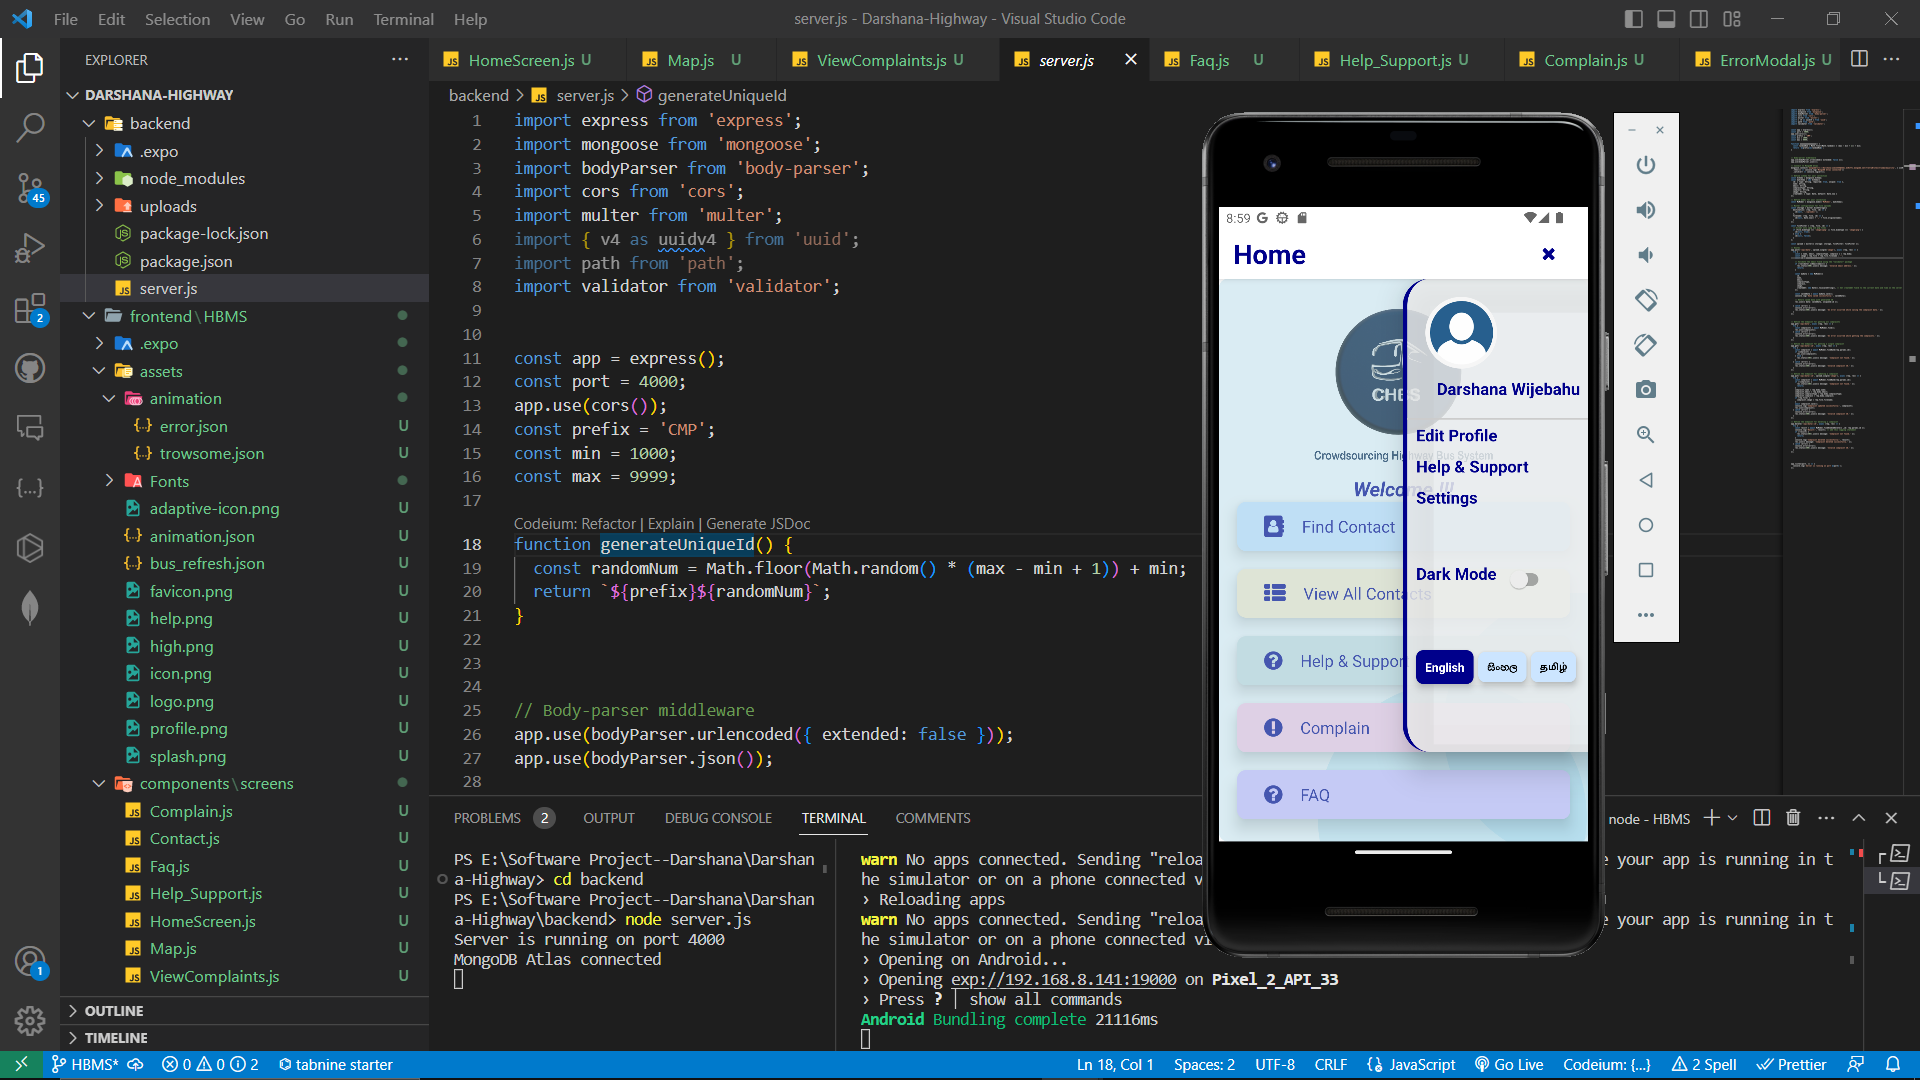 File Edit Selection View Go Run Terminal Help
server.js - Darshana-Highway - Visual Studio Code
EXPLORER
HomeScreen.js U
Map.js U
ViewComplaints.js U
server.js
Faq.js U
Help_Support.js U
Complain.js U
ErrorModal.js U
DARSHANA-HIGHWAY
backend
.expo
node_modules
uploads
package-lock.json
package.json
server.js
frontend\HBMS
.expo
assets
animation
error.json U
trowsome.json U
Fonts
adaptive-icon.png U
animation.json U
bus_refresh.json U
favicon.png U
help.png U
high.png U
icon.png U
logo.png U
profile.png U
splash.png U
components\screens
Complain.js U
Contact.js U
Faq.js U
Help_Support.js U
HomeScreen.js U
Map.js U
ViewComplaints.js U
OUTLINE
TIMELINE
45
2
1
backend > server.js > generateUniqueId
1 import express from 'express';
2 import mongoose from 'mongoose';
3 import bodyParser from 'body-parser';
4 import cors from 'cors';
5 import multer from 'multer';
6 import { v4 as uuidv4 } from 'uuid';
7 import path from 'path';
8 import validator from 'validator';
9
10
11 const app = express();
12 const port = 4000;
13 app.use(cors());
14 const prefix = 'CMP';
15 const min = 1000;
16 const max = 9999;
17
Codeium: Refactor | Explain | Generate JSDoc
18 function generateUniqueId() {
19 const randomNum = Math.floor(Math.random() * (max - min + 1)) + min;
20 return `${prefix}${randomNum}`;
21 }
22
23
24
25 // Body-parser middleware
26 app.use(bodyParser.urlencoded({ extended: false }));
27 app.use(bodyParser.json());
28
8:59
Home
CHBS
Crowdsourcing Highway Bus System
Welcome !!!
Find Contact
View All Contacts
Help & Suppor
Complain
FAQ
Darshana Wijebahu
Edit Profile
Help & Support
Settings
Dark Mode
English
සිංහල
தமிழ்
PROBLEMS 2 OUTPUT DEBUG CONSOLE TERMINAL COMMENTS
node - HBMS
PS E:\Software Project--Darshana\Darshan
a-Highway> cd backend
PS E:\Software Project--Darshana\Darshan
a-Highway\backend> node server.js
Server is running on port 4000
MongoDB Atlas connected
warn No apps connected. Sending "reloa e your app is running in t
he simulator or on a phone connected v
› Reloading apps
warn No apps connected. Sending "reloa e your app is running in t
he simulator or on a phone connected vi
› Opening on Android...
› Opening exp://192.168.8.141:19000 on Pixel_2_API_33
› Press ? | show all commands
Android Bundling complete 21116ms
HBMS* 0 0 2 tabnine starter
Ln 18, Col 1 Spaces: 2 UTF-8 CRLF JavaScript Go Live Codeium: {...} 2 Spell Prettier